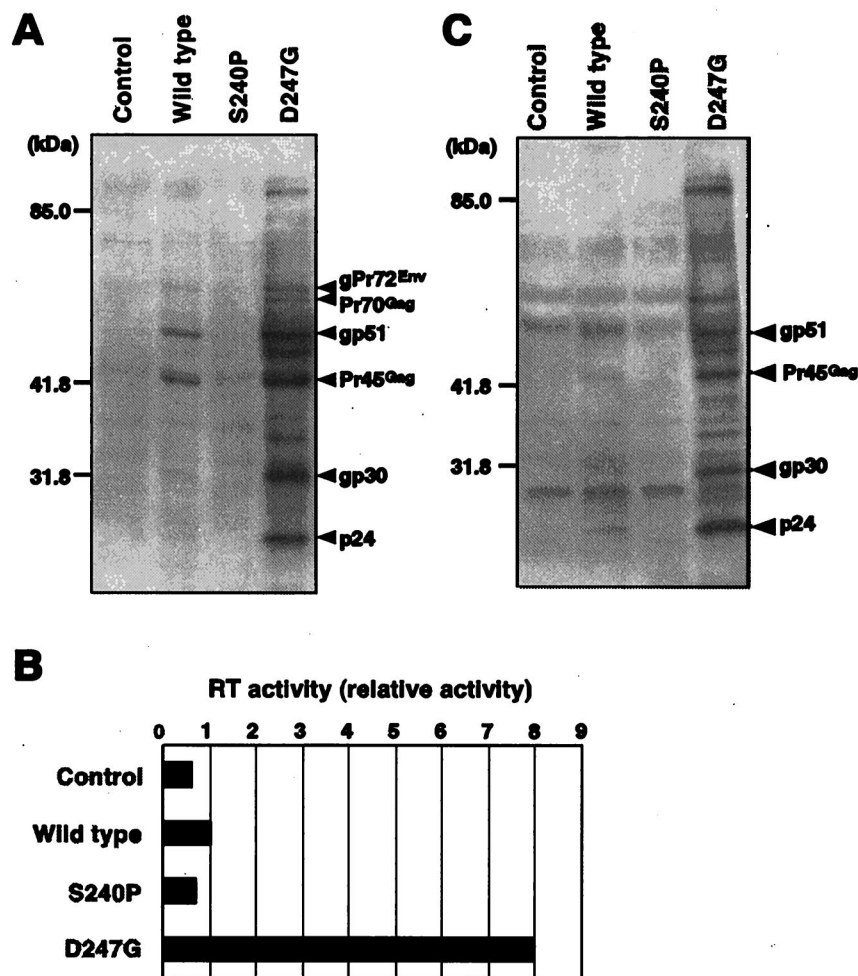 A
Control
Wild type
S240P
D247G
(kDa)
85.0
41.8
31.8
gPr72Env
Pr70Gag
gp51
Pr45Gag
gp30
p24
C
Control
Wild type
S240P
D247G
(kDa)
85.0
41.8
31.8
gp51
Pr45Gag
gp30
p24
B
RT activity (relative activity)
0 1 2 3 4 5 6 7 8 9
Control
Wild type
S240P
D247G